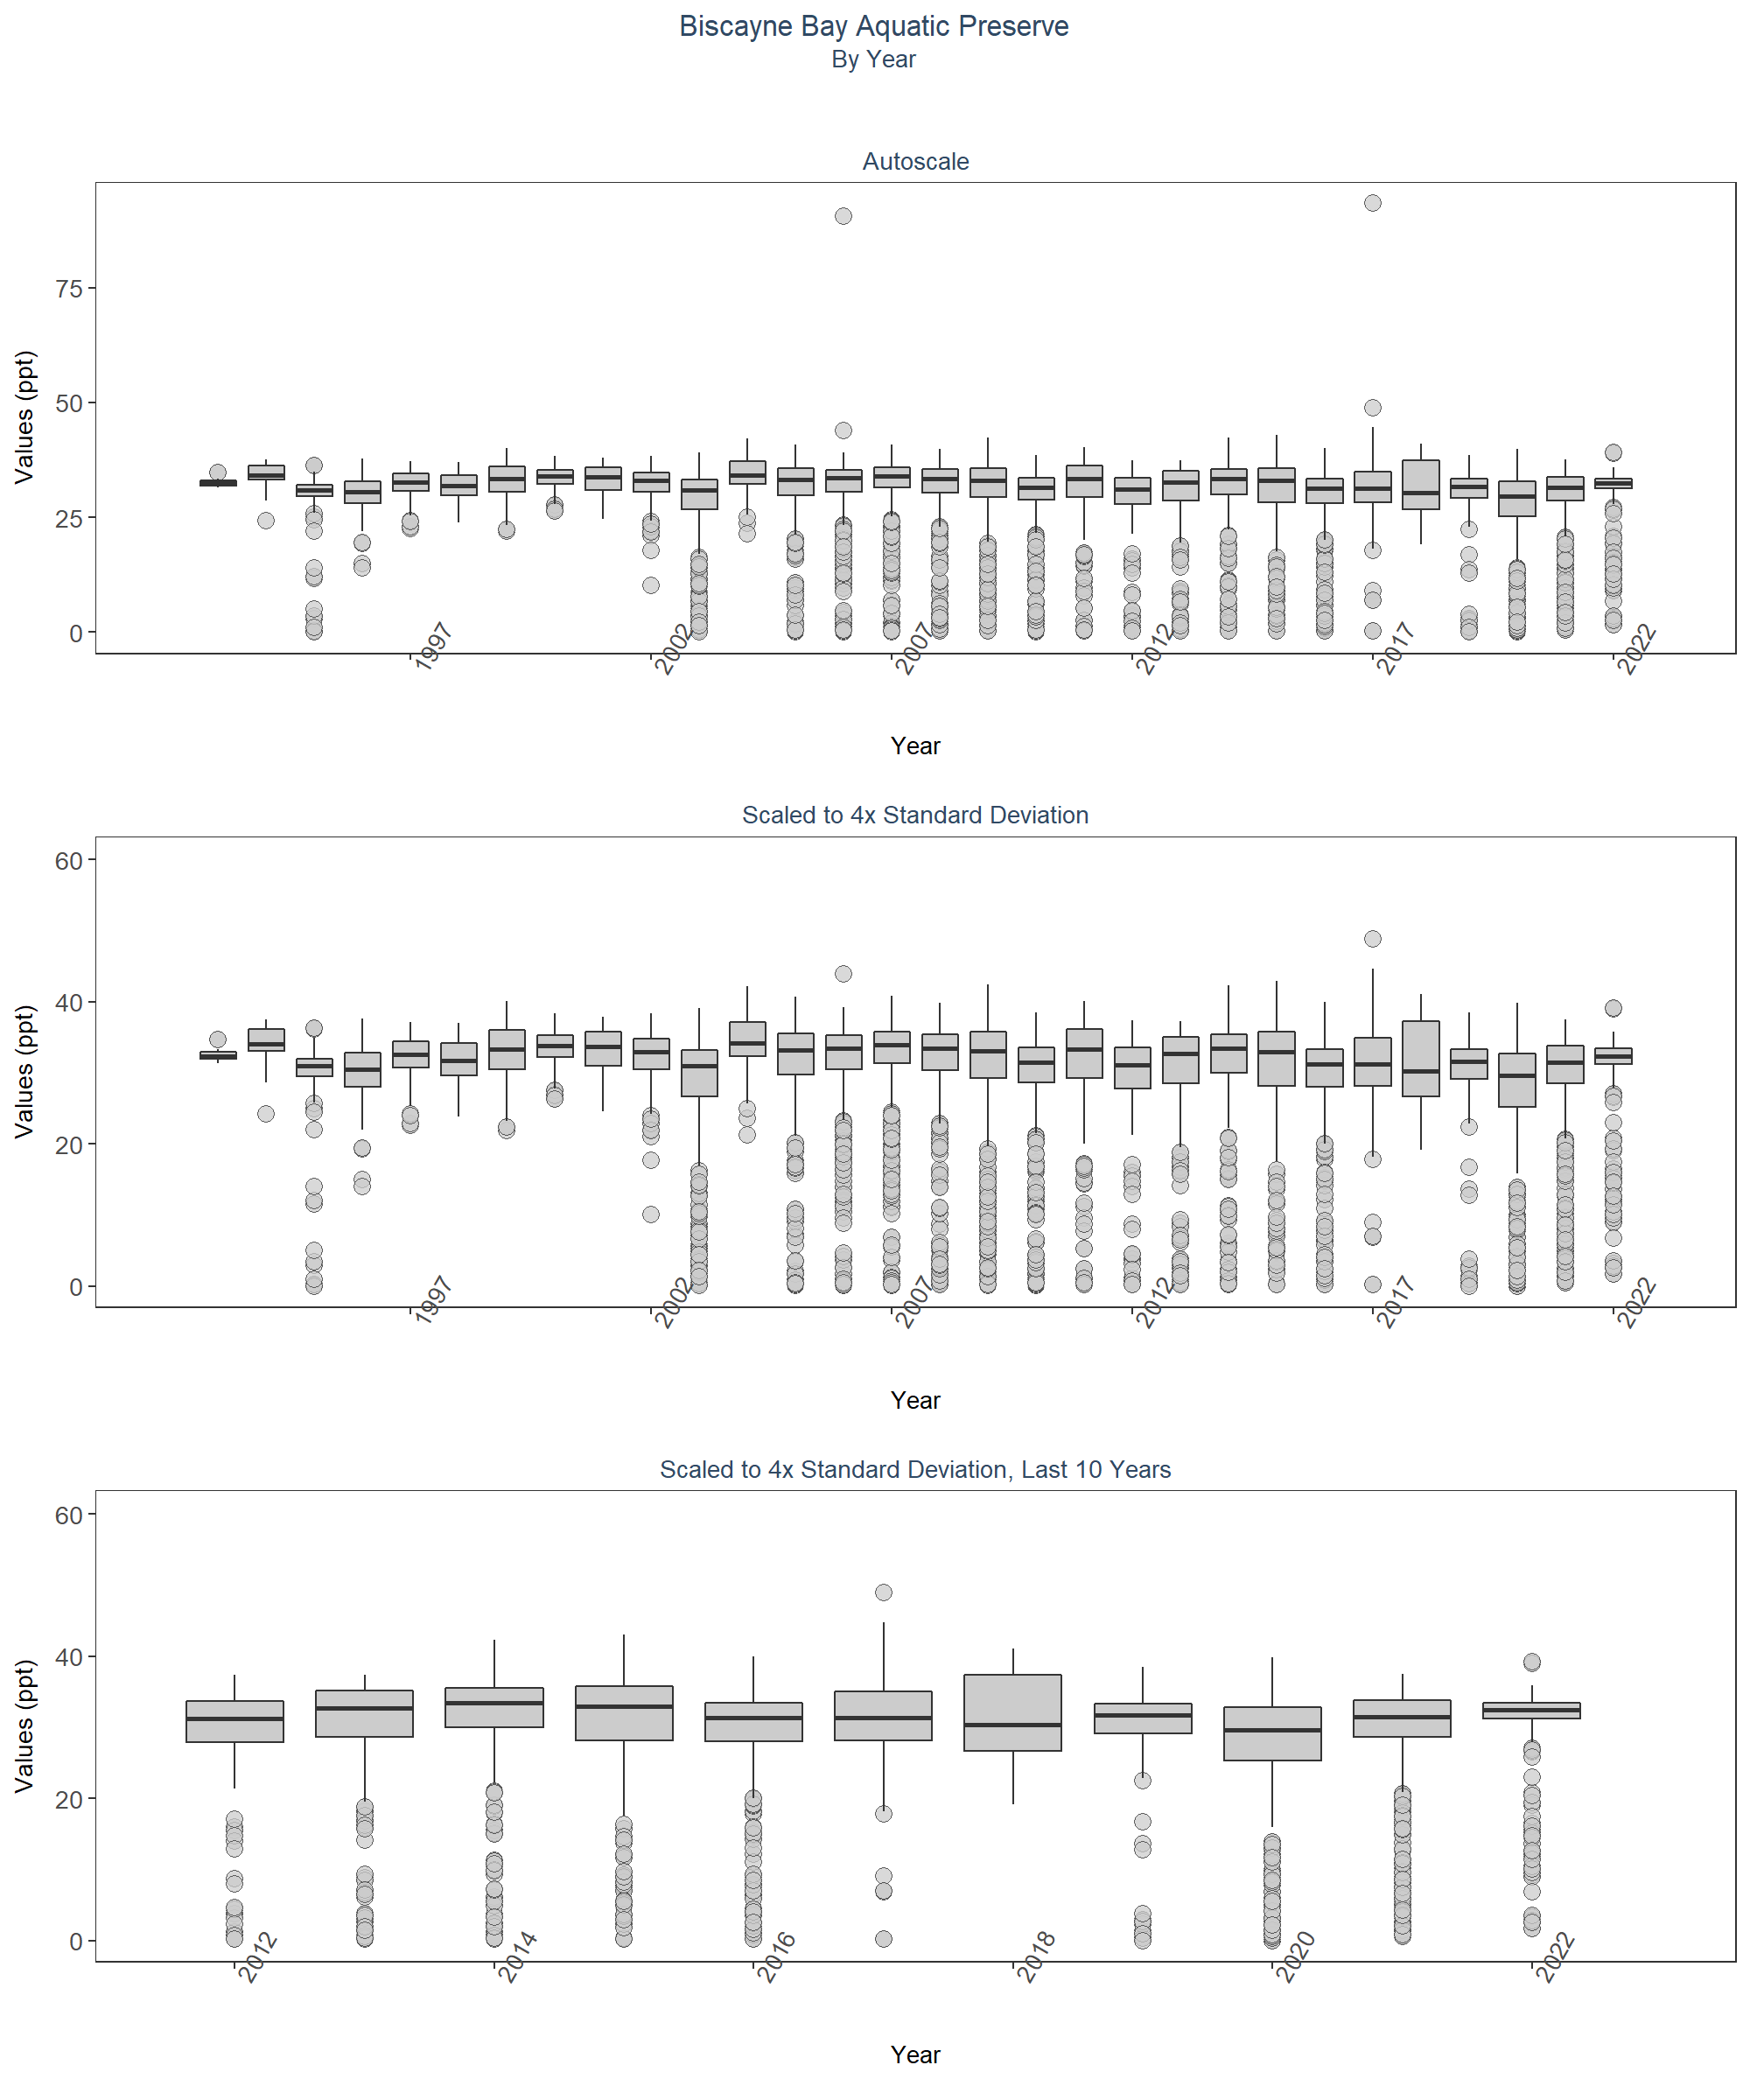 Biscayne Bay Aquatic Preserve
By Year
Autoscale
Values (ppt)
75
50
25
0
1997
2002
2007
2012
2017
2022
Year
Scaled to 4x Standard Deviation
Values (ppt)
60
40
20
0
1997
2002
2007
2012
2017
2022
Year
Scaled to 4x Standard Deviation, Last 10 Years
Values (ppt)
60
40
20
0
2012
2014
2016
2018
2020
2022
Year